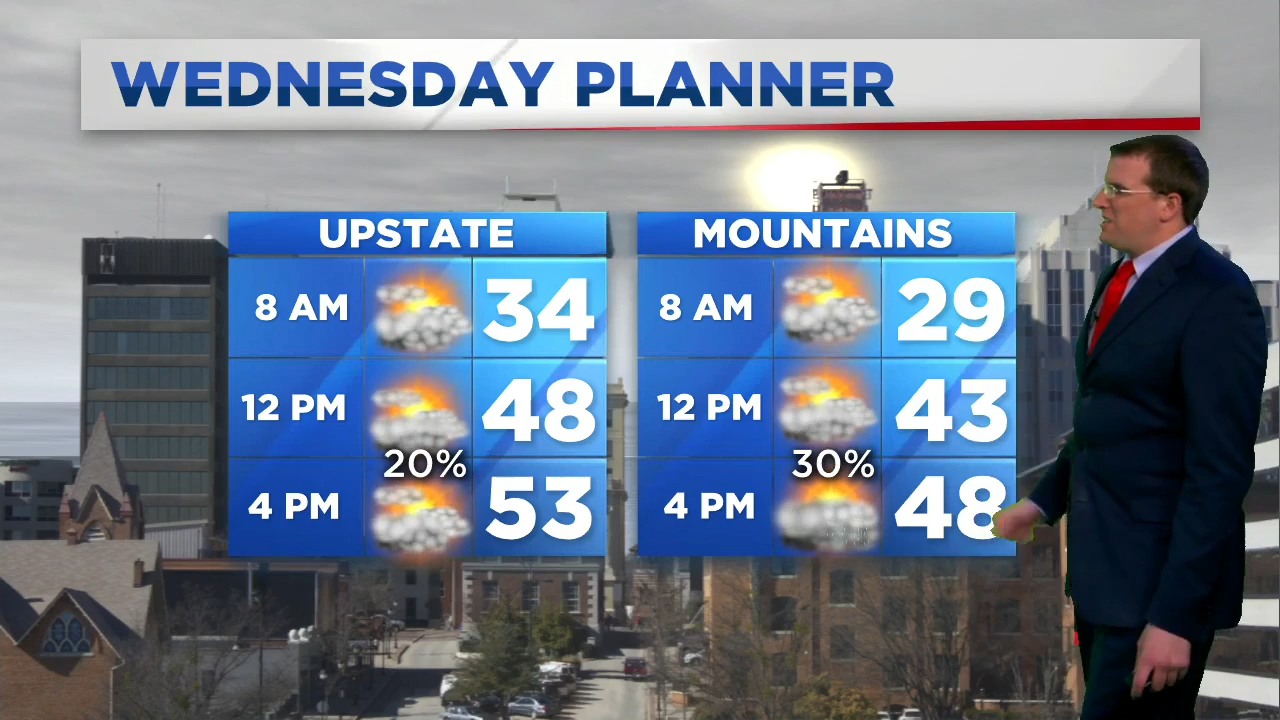 WEDNESDAY PLANNER
UPSTATE
8 AM 34
12 PM 48
20%
4 PM 53
MOUNTAINS
8 AM 29
12 PM 43
30%
4 PM 48